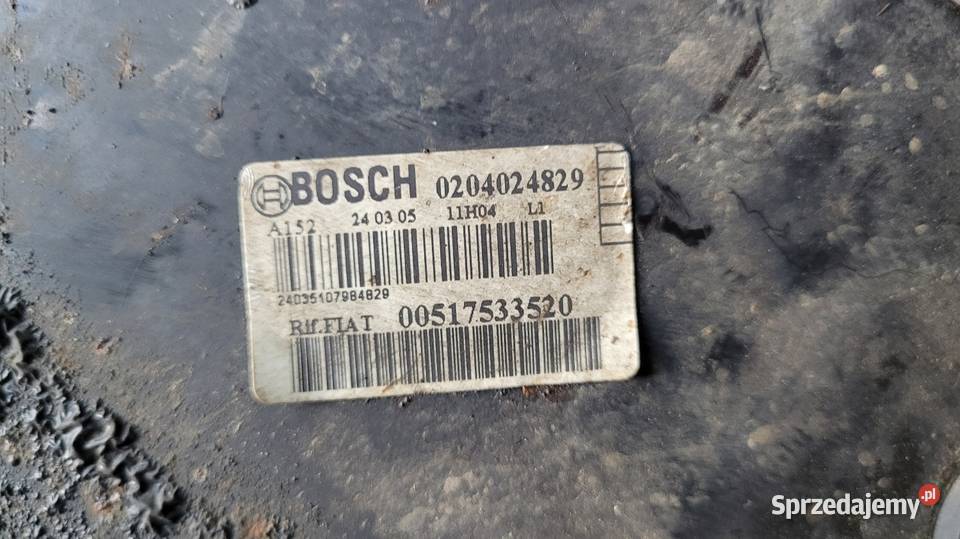 BOSCH 0204024829
A152 24 03 05 11H04 L1
24035107984829
Rif.FIAT 00517533520
Sprzedajemy.pl